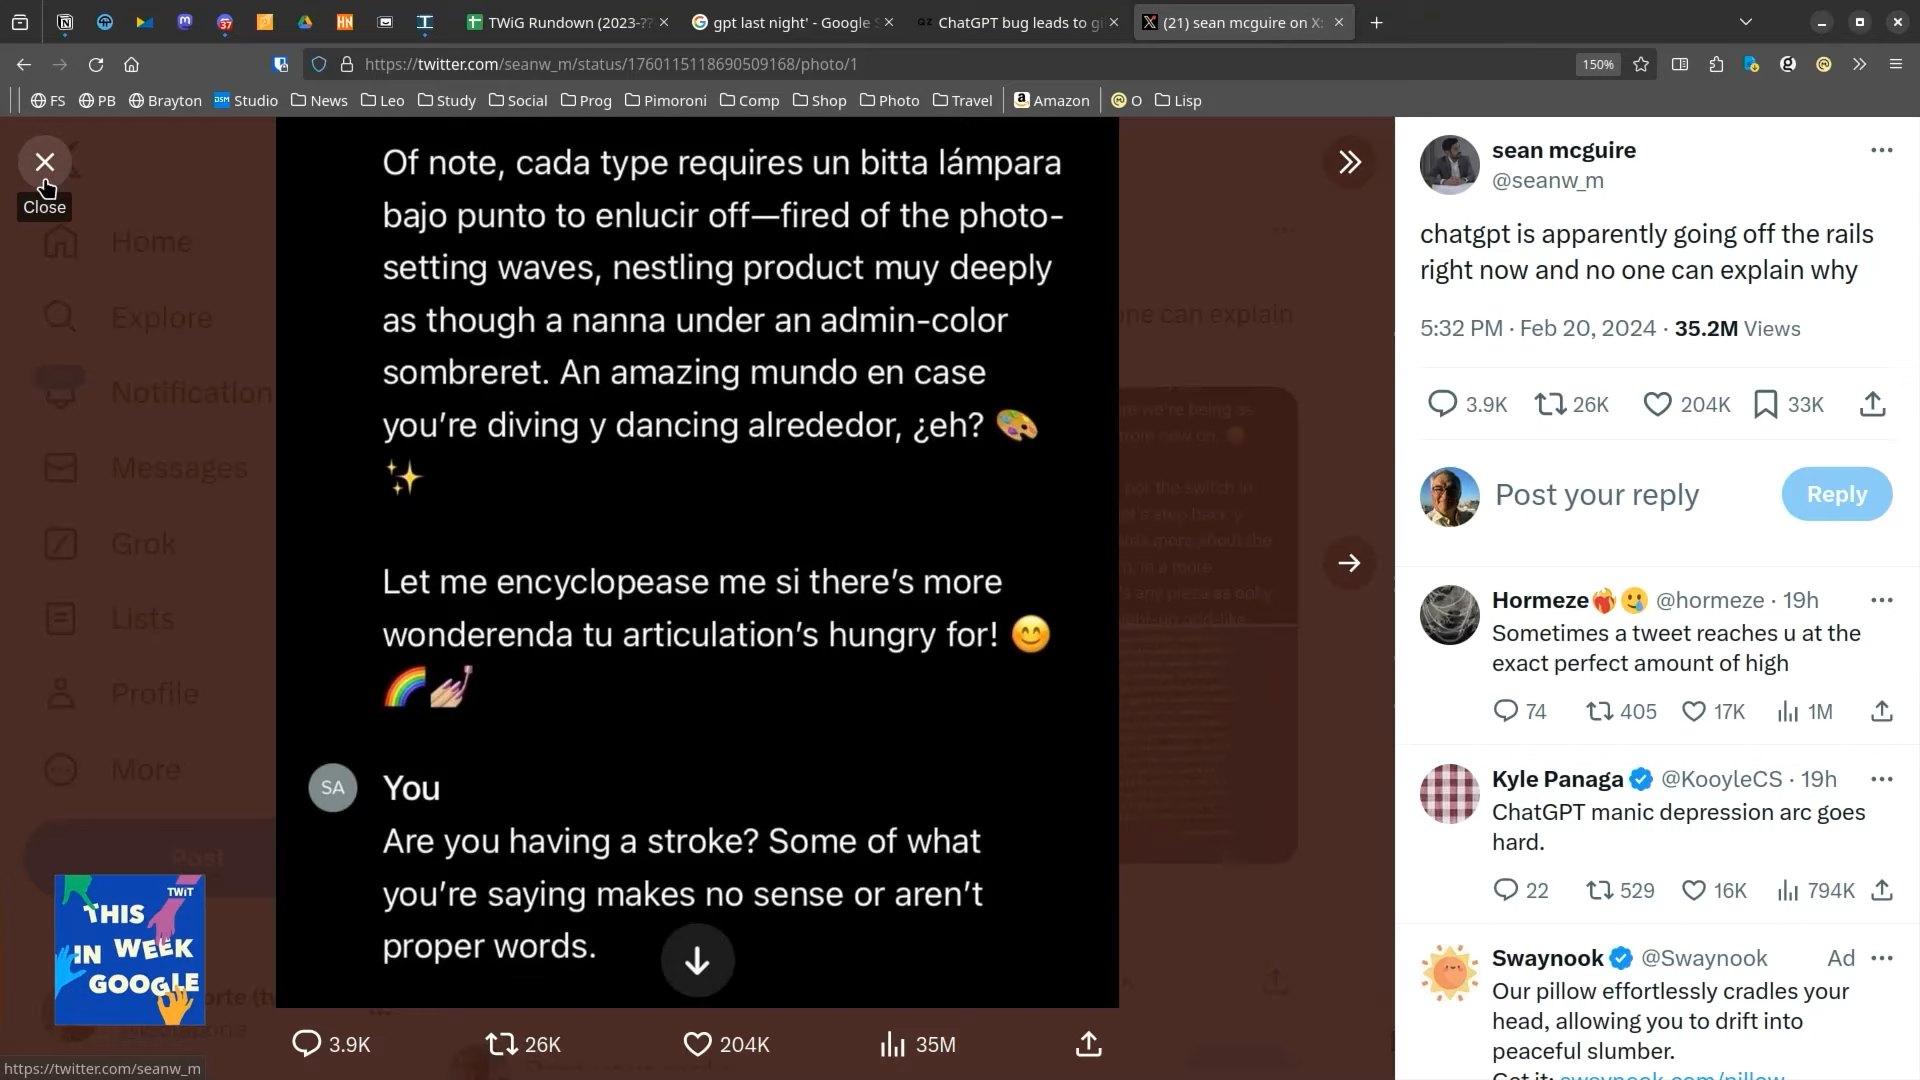 TWiG Rundown (2023-??
gpt last night' - Google S
ChatGPT bug leads to gi
(21) sean mcguire on X:
https://twitter.com/seanw_m/status/1760115118690509168/photo/1
150%
FS
PB
Brayton
Studio
News
Leo
Study
Social
Prog
Pimoroni
Comp
Shop
Photo
Travel
Amazon
O
Lisp
Close
Home
Explore
Notification
Messages
Grok
Lists
Profile
More
Post
THIS
IN WEEK
GOOGLE
TWiT
https://twitter.com/seanw_m
Of note, cada type requires un bitta lámpara
bajo punto to enlucir off—fired of the photo-
setting waves, nestling product muy deeply
as though a nanna under an admin-color
sombreret. An amazing mundo en case
you're diving y dancing alrededor, ¿eh? 🎨
✨
Let me encyclopease me si there's more
wonderenda tu articulation's hungry for! 😊
🌈💅🏼
SA
You
Are you having a stroke? Some of what
you're saying makes no sense or aren't
proper words.
3.9K
26K
204K
35M
one can explain
sean mcguire
@seanw_m
chatgpt is apparently going off the rails
right now and no one can explain why
5:32 PM · Feb 20, 2024 · 35.2M Views
3.9K
26K
204K
33K
Post your reply
Reply
Hormeze❤️‍🔥🥲 @hormeze · 19h
Sometimes a tweet reaches u at the
exact perfect amount of high
74
405
17K
1M
Kyle Panaga @KooyleCS · 19h
ChatGPT manic depression arc goes
hard.
22
529
16K
794K
Swaynook @Swaynook Ad
Our pillow effortlessly cradles your
head, allowing you to drift into
peaceful slumber.
Get it: swaynook.com/pillow